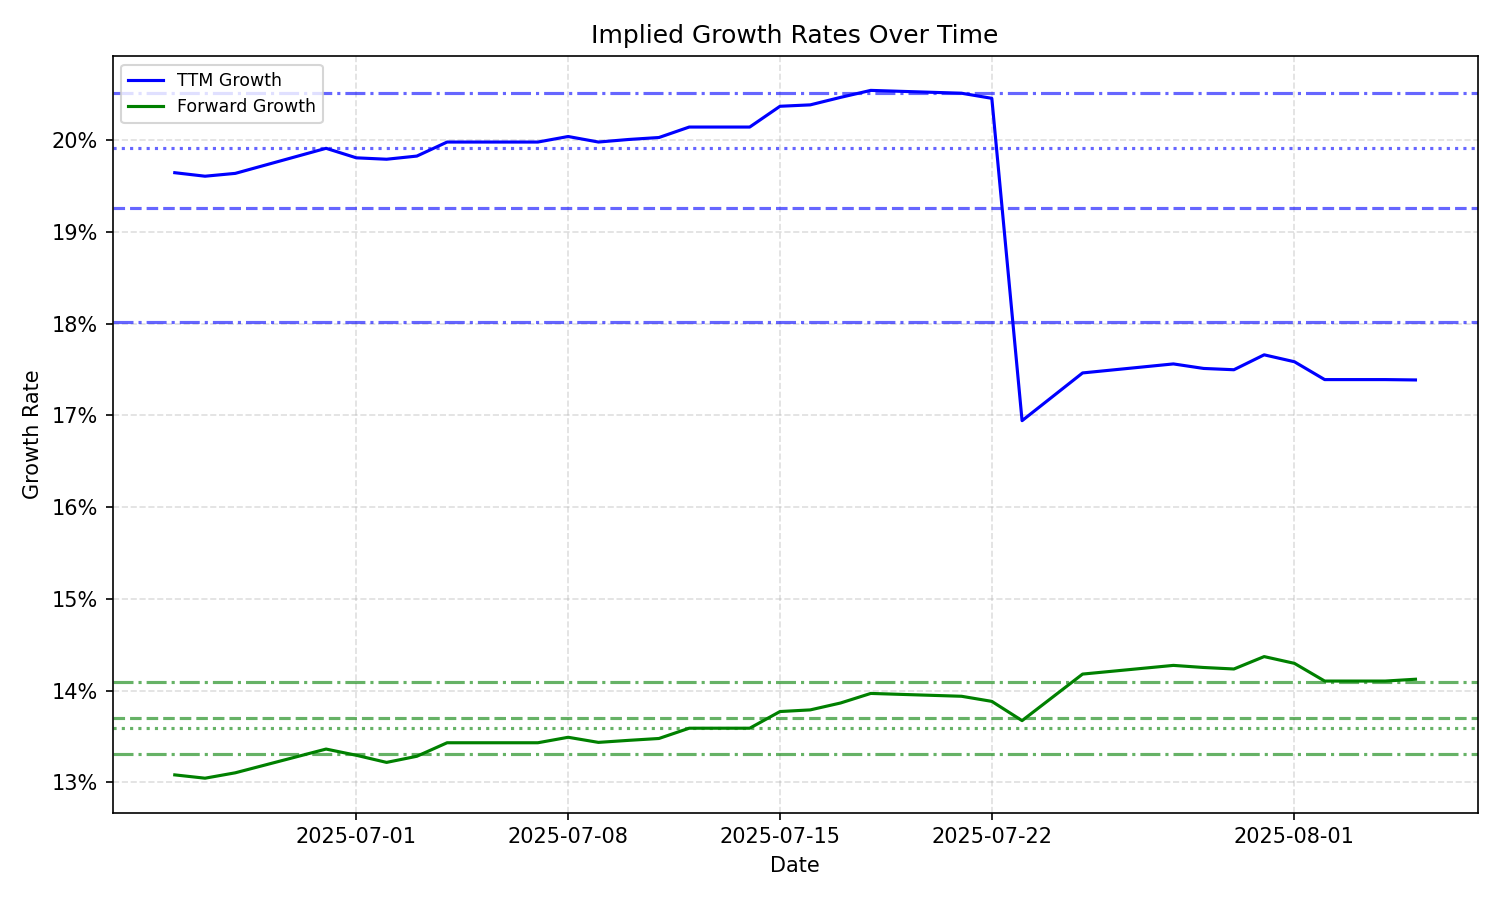 Implied Growth Rates Over Time
TTM Growth
Forward Growth
Growth Rate
20%
19%
18%
17%
16%
15%
14%
13%
2025-07-01
2025-07-08
2025-07-15
2025-07-22
2025-08-01
Date